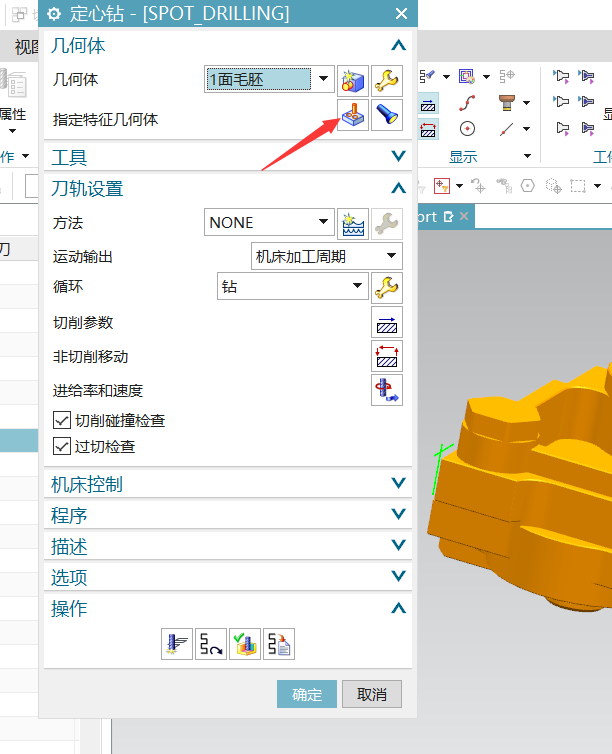 定心钻 - [SPOT_DRILLING]
视图
几何体
几何体
1面毛胚
指定特征几何体
属性
显示
作
工
工具
刀轨设置
方法
NONE
ort
刀
运动输出
机床加工周期
循环
钻
切削参数
非切削移动
进给率和速度
切削碰撞检查
过切检查
机床控制
程序
描述
选项
操作
确定
取消